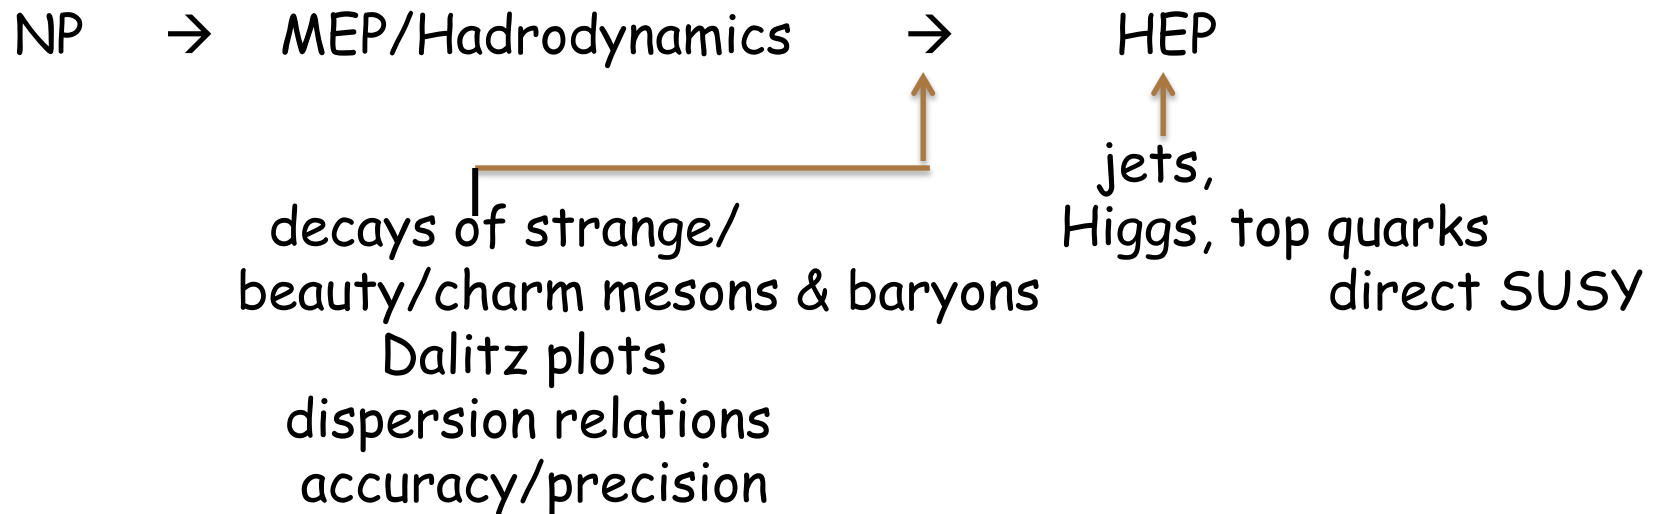 NP → MEP/Hadrodynamics → HEP
jets,
decays of strange/ Higgs, top quarks
beauty/charm mesons & baryons direct SUSY
Dalitz plots
dispersion relations
accuracy/precision